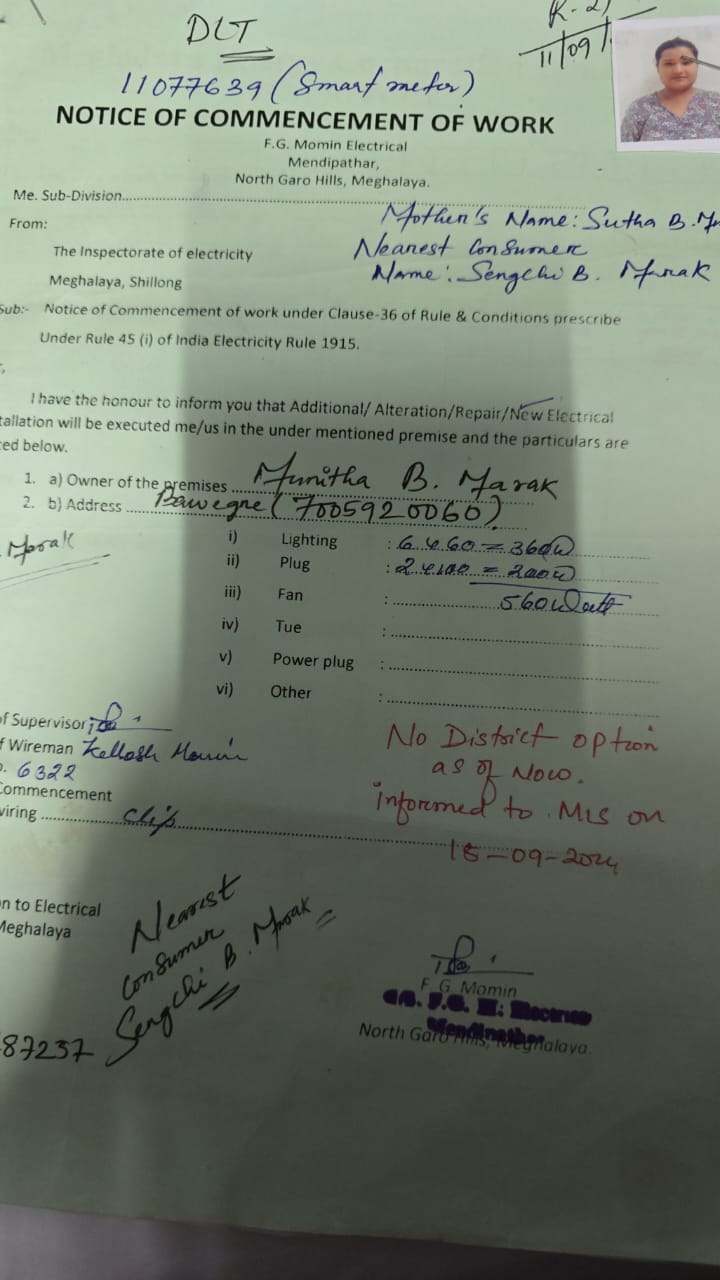 DLT
11/09/
11077639 (Smart meter)
NOTICE OF COMMENCEMENT OF WORK
F.G. Momin Electrical
Mendipathar,
North Garo Hills, Meghalaya.
Me. Sub-Division
Mother's Name: Sutha B.
From:
Nearest Consumer
The Inspectorate of electricity
Name: Sengchi B. Marak
Meghalaya, Shillong
Sub:- Notice of Commencement of work under Clause-36 of Rule & Conditions prescribe
Under Rule 45 (i) of India Electricity Rule 1915.
I have the honour to inform you that Additional/ Alteration/Repair/New Electrical
tallation will be executed me/us in the under mentioned premise and the particulars are
ted below.
1. a) Owner of the premises Munitha B. Marak
2. b) Address Bawegre (7005920060)
Marak
i) Lighting : 6 x 60 = 360W
ii) Plug : 2 x 100 = 200W
iii) Fan : 560 Watt
iv) Tue :
v) Power plug :
vi) Other :
of Supervisor
f Wireman Momin
6322
Commencement
wiring Clip
No District option
as of Now.
informed to MIS on
-09-2024
n to Electrical
Meghalaya
Nearest
consumer
Sengchi B. Marak
F. G. Momin
87237
North Garo Hills, Meghalaya.